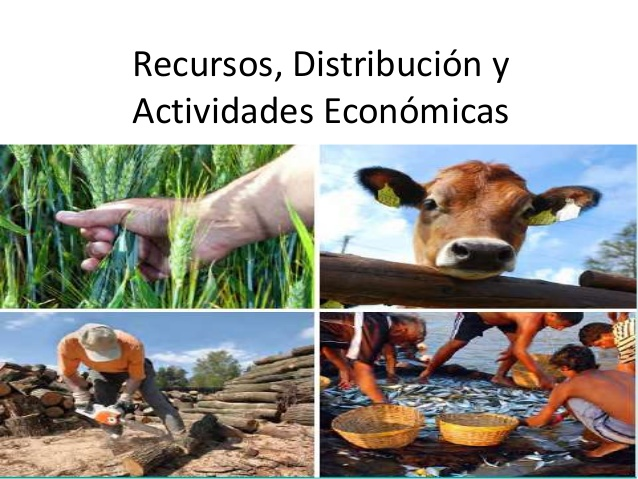 Recursos, Distribución y
Actividades Económicas